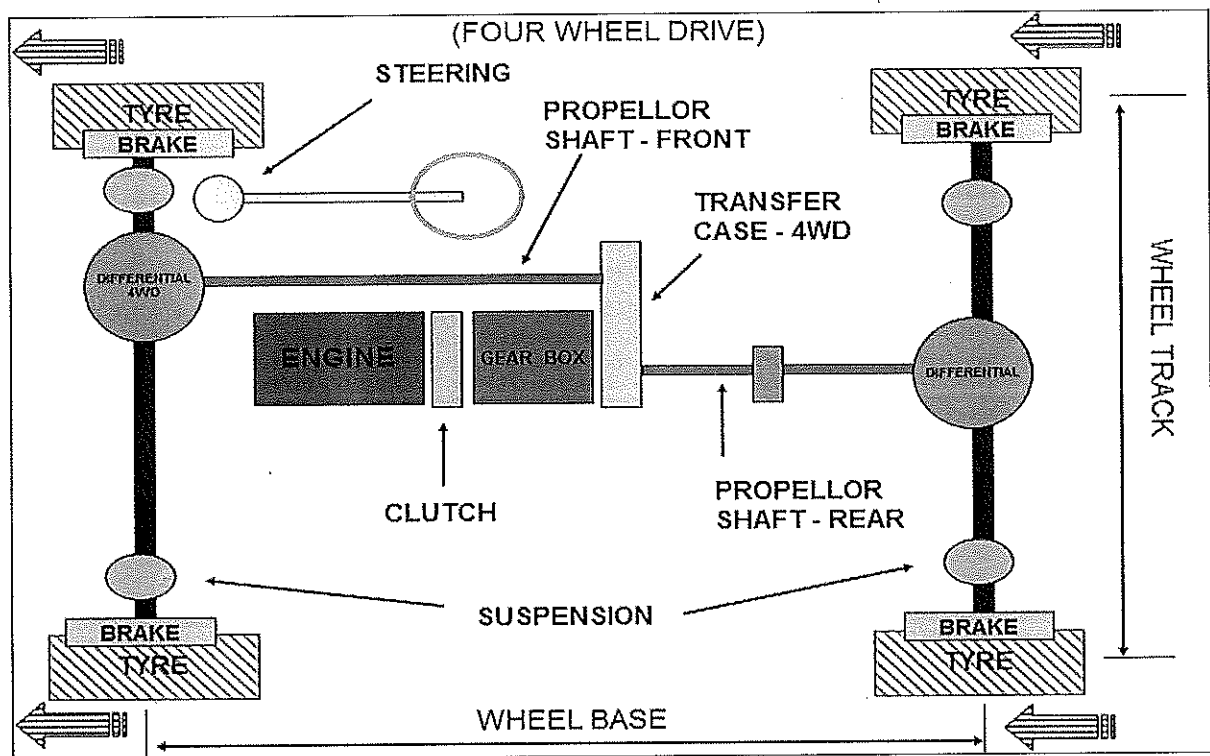 (FOUR WHEEL DRIVE)
STEERING
TYRE
BRAKE
PROPELLOR
SHAFT - FRONT
TYRE
BRAKE
TRANSFER
CASE - 4WD
DIFFERENTIAL
4WD
ENGINE
GEAR BOX
DIFFERENTIAL
WHEEL TRACK
CLUTCH
PROPELLOR
SHAFT - REAR
SUSPENSION
BRAKE
TYRE
BRAKE
TYRE
WHEEL BASE